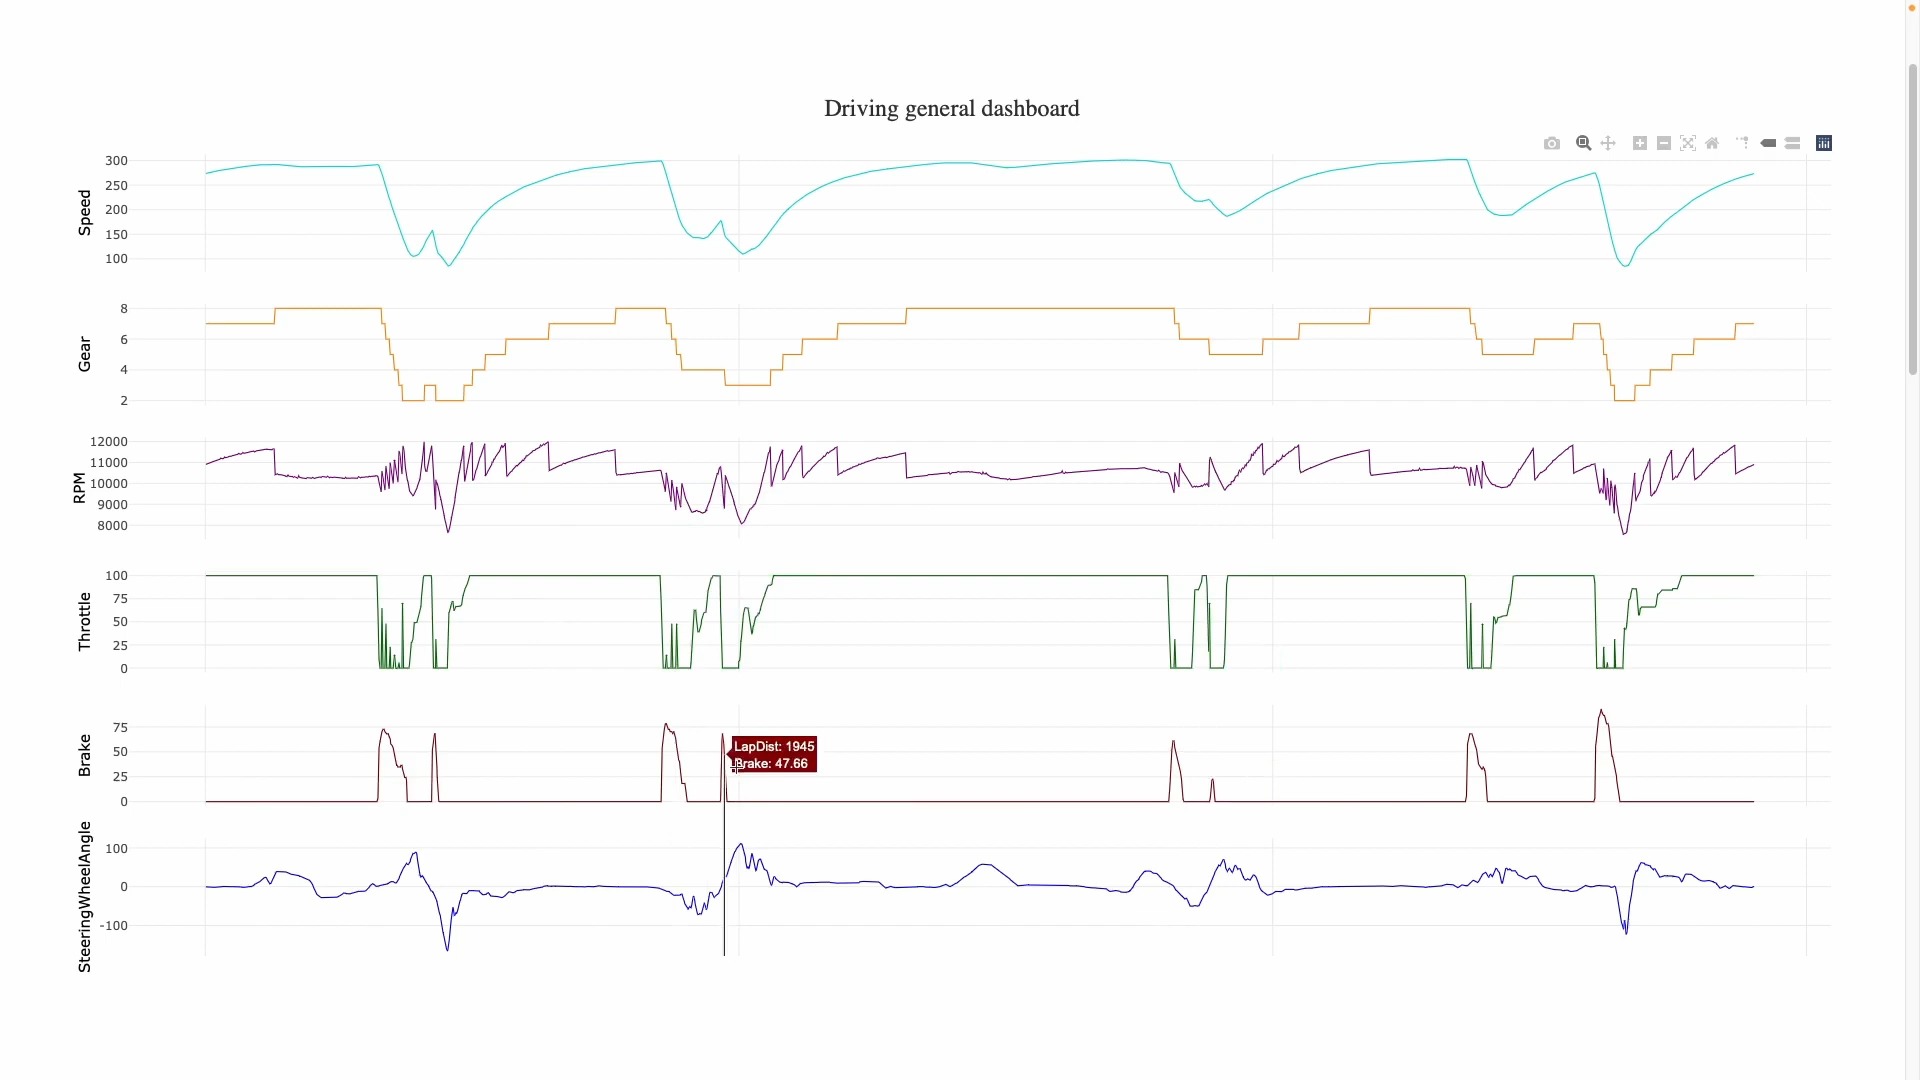 Driving general dashboard
Speed
300
250
200
150
100
Gear
8
6
4
2
RPM
12000
11000
10000
9000
8000
Throttle
100
75
50
25
0
Brake
75
50
25
0
LapDist: 1945
Brake: 47.66
SteeringWheelAngle
100
0
-100